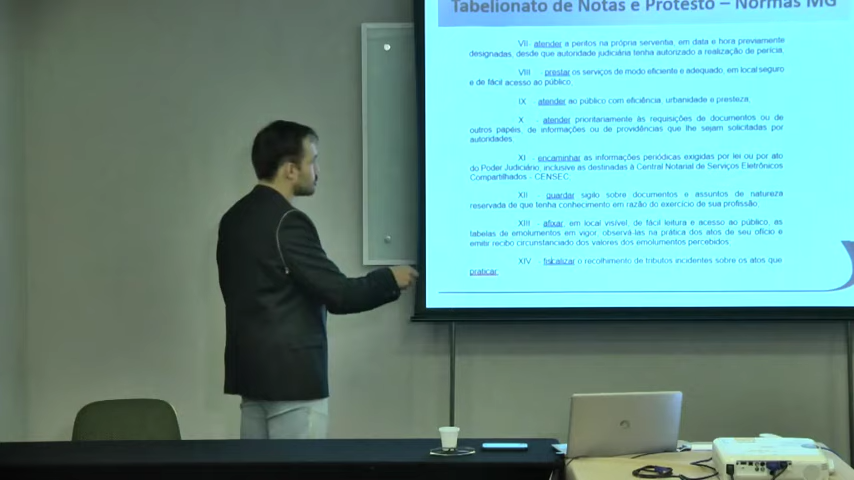 Tabelionato de Notas e Protesto – Normas MG
VII- atender a peritos na própria serventia, em data e hora previamente
designadas, desde que autoridade judiciária tenha autorizado a realização de perícia;
VIII - prestar os serviços de modo eficiente e adequado, em local seguro
e de fácil acesso ao público;
IX - atender ao público com eficiência, urbanidade e presteza;
X - atender prioritariamente às requisições de documentos ou de
outros papéis, de informações ou de providências que lhe sejam solicitadas por
autoridades;
XI - encaminhar as informações periódicas exigidas por lei ou por ato
do Poder Judiciário, inclusive as destinadas à Central Notarial de Serviços Eletrônicos
Compartilhados - CENSEC;
XII - guardar sigilo sobre documentos e assuntos de natureza
reservada de que tenha conhecimento em razão do exercício de sua profissão;
XIII - afixar, em local visível, de fácil leitura e acesso ao público, as
tabelas de emolumentos em vigor, observá-las na prática dos atos de seu ofício e
emitir recibo circunstanciado dos valores dos emolumentos percebidos;
XIV - fiscalizar o recolhimento de tributos incidentes sobre os atos que
praticar.
hp